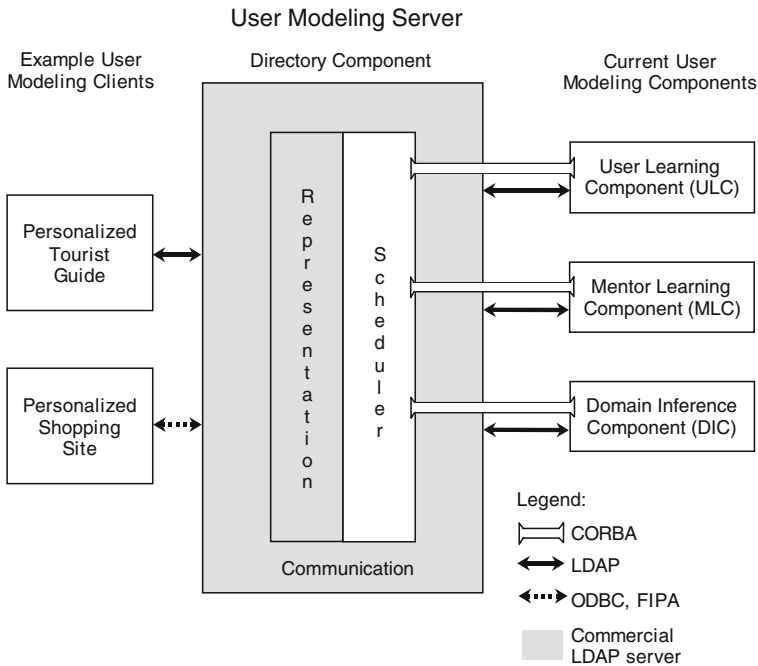 User Modeling Server
Example User
Modeling Clients
Directory Component
Current User
Modeling Components
Personalized
Tourist
Guide
Personalized
Shopping
Site
Representation
Scheduler
Communication
User Learning
Component (ULC)
Mentor Learning
Component (MLC)
Domain Inference
Component (DIC)
Legend:
CORBA
LDAP
ODBC, FIPA
Commercial
LDAP server